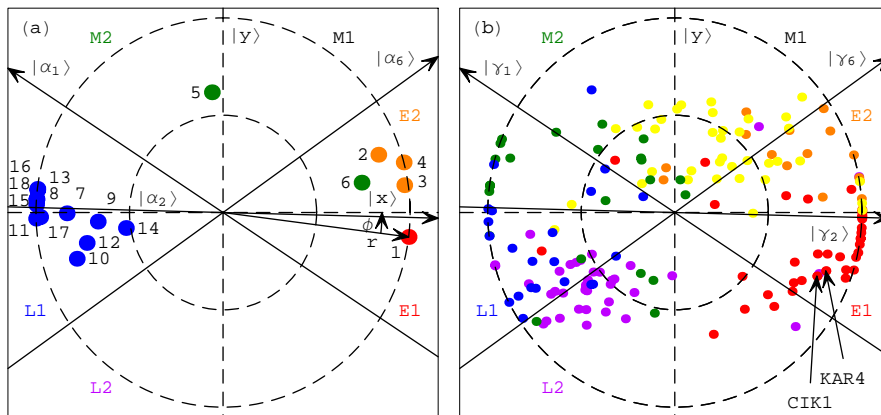 (a)
M2
|y⟩
M1
|α₁⟩
|α₆⟩
5
E2
2
4
16
13
18
8
7
9
|α₂⟩
6
3
15
|x⟩
11
17
14
ϕ
12
r
1
10
L1
E1
L2
(b)
M2
|y⟩
M1
|γ₁⟩
|γ₆⟩
E2
|x⟩
|γ₂⟩
L1
E1
KAR4
L2
CIK1